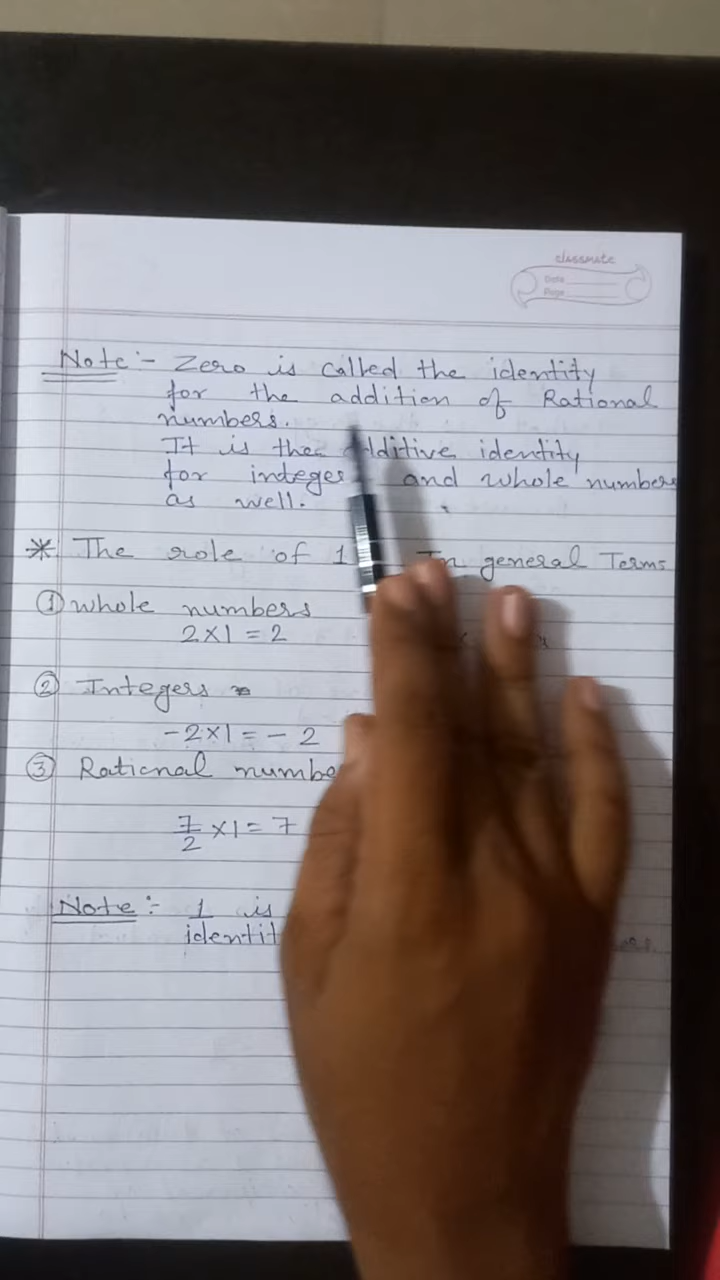 classmate
Date
Page
Note :- Zero is called the identity
for the addition of Rational
numbers.
It is the additive identity
for integers and whole numbers
as well.
* The role of 1 In general Terms
① Whole numbers
2×1 = 2
② Integers
-2×1 = - 2
③ Rational
7/2 ×1 = 7
Note :- 1 is